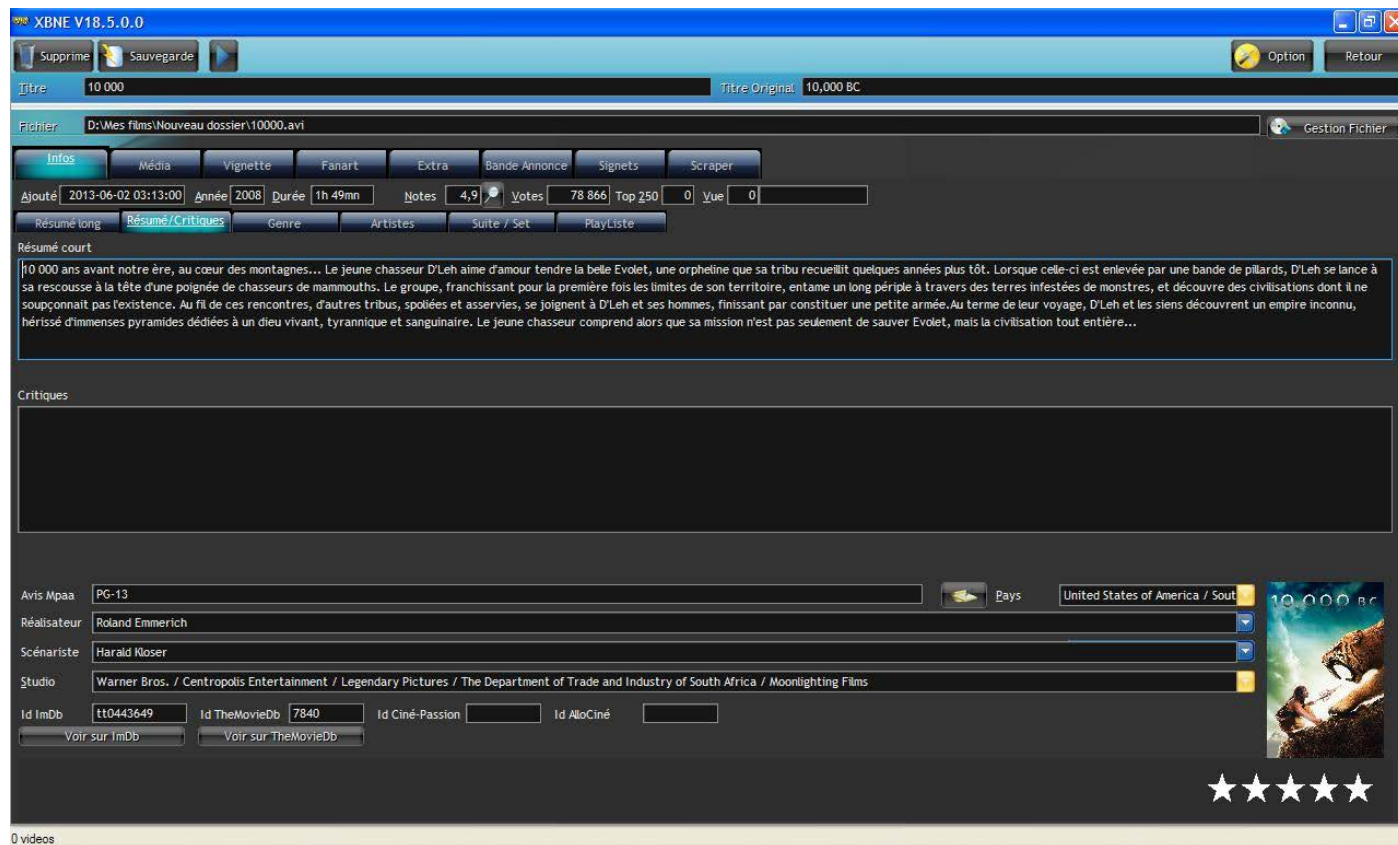 XBNE V18.5.0.0
Supprime Sauvegarde Option Retour
Titre 10 000 Titre Original 10,000 BC
Fichier D:\Mes films\Nouveau dossier\10000.avi Gestion Fichier
Infos Média Vignette Fanart Extra Bande Annonce Signets Scraper
Ajouté 2013-06-02 03:13:00 Année 2008 Durée 1h 49mn Notes 4,9 Votes 78 866 Top 250 0 Vue 0
Résumé long Résumé/Critiques Genre Artistes Suite / Set PlayListe
Résumé court
10 000 ans avant notre ère, au cœur des montagnes... Le jeune chasseur D'Leh aime d'amour tendre la belle Evolet, une orpheline que sa tribu recueillit quelques années plus tôt. Lorsque celle-ci est enlevée par une bande de pillards, D'Leh se lance à
sa rescousse à la tête d'une poignée de chasseurs de mammouths. Le groupe, franchissant pour la première fois les limites de son territoire, entame un long périple à travers des terres infestées de monstres, et découvre des civilisations dont il ne
soupçonnait pas l'existence. Au fil de ces rencontres, d'autres tribus, spoliées et asservies, se joignent à D'Leh et ses hommes, finissant par constituer une petite armée.Au terme de leur voyage, D'Leh et les siens découvrent un empire inconnu,
hérissé d'immenses pyramides dédiées à un dieu vivant, tyrannique et sanguinaire. Le jeune chasseur comprend alors que sa mission n'est pas seulement de sauver Evolet, mais la civilisation tout entière...
Critiques
Avis Mpaa PG-13 Pays United States of America / Sout
Réalisateur Roland Emmerich
Scénariste Harald Kloser
Studio Warner Bros. / Centropolis Entertainment / Legendary Pictures / The Department of Trade and Industry of South Africa / Moonlighting Films
10,000 BC
Id ImDb tt0443649 Id TheMovieDb 7840 Id Ciné-Passion Id AlloCiné
Voir sur ImDb Voir sur TheMovieDb
0 videos